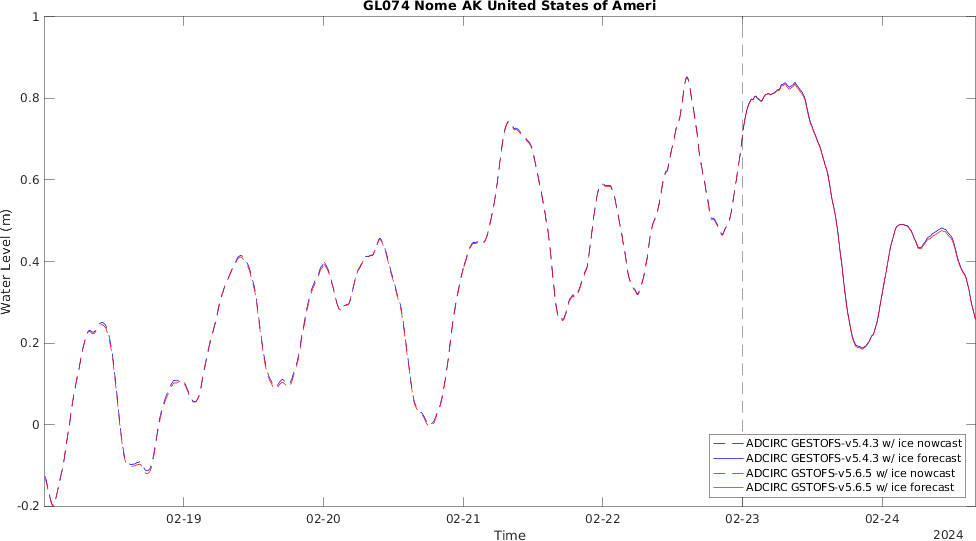 GL074 Nome AK United States of Ameri
1
0.8
0.6
0.4
0.2
0
-0.2
Water Level (m)
02-19
02-20
02-21
02-22
02-23
02-24
Time
2024
ADCIRC GESTOFS-v5.4.3 w/ ice nowcast
ADCIRC GESTOFS-v5.4.3 w/ ice forecast
ADCIRC GSTOFS-v5.6.5 w/ ice nowcast
ADCIRC GSTOFS-v5.6.5 w/ ice forecast